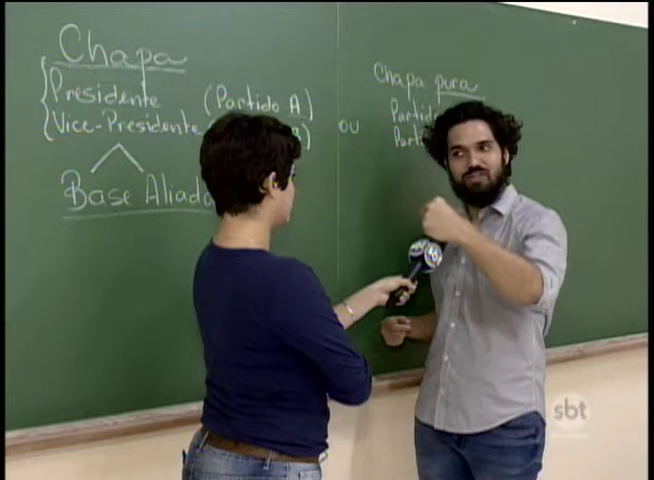 Chapa
Presidente (Partido A)
Vice-Presidente
Base Aliada
ou
Chapa pura
sbt